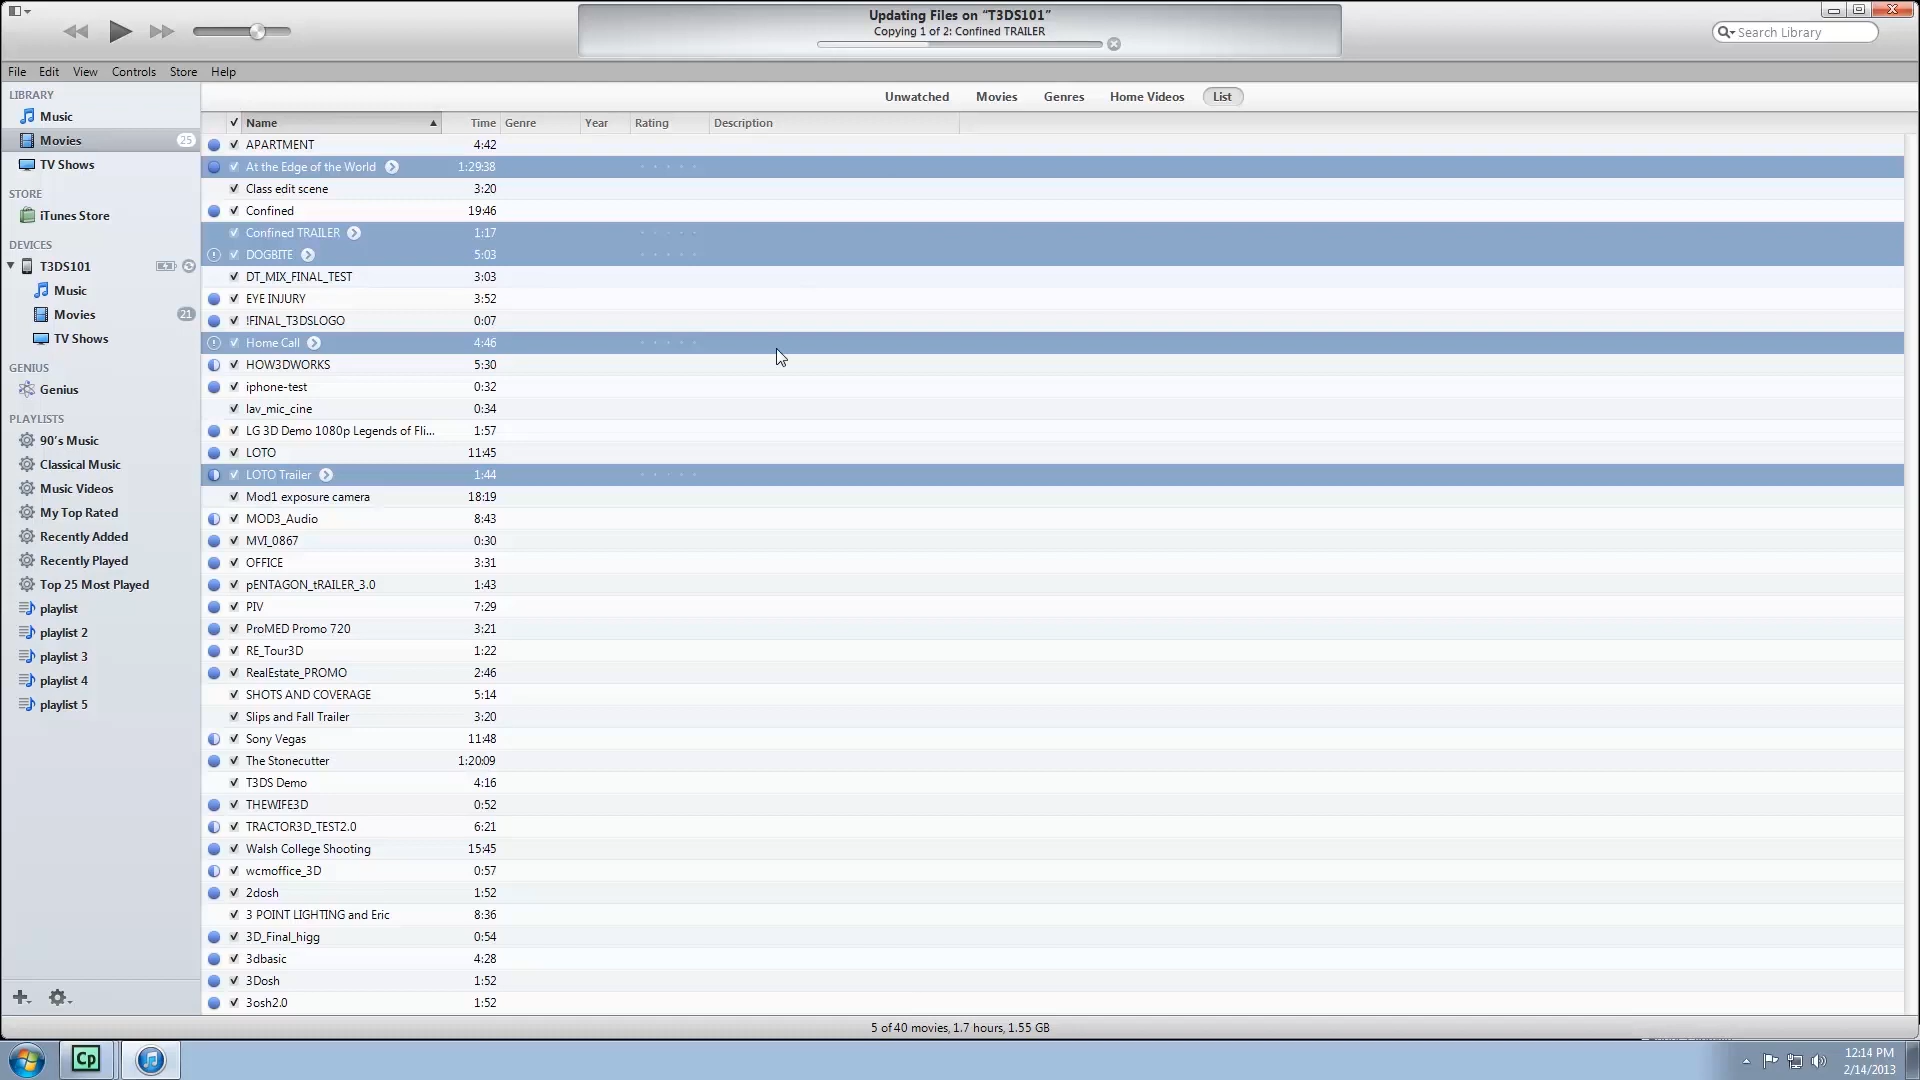 Updating Files on “T3DS101”
Copying 1 of 2: Confined TRAILER
Search Library
File Edit View Controls Store Help
LIBRARY
Music
Movies 25
TV Shows
STORE
iTunes Store
DEVICES
T3DS101
Music
Movies 21
TV Shows
GENIUS
Genius
PLAYLISTS
90's Music
Classical Music
Music Videos
My Top Rated
Recently Added
Recently Played
Top 25 Most Played
playlist
playlist 2
playlist 3
playlist 4
playlist 5
Unwatched Movies Genres Home Videos List
Name Time Genre Year Rating Description
APARTMENT 4:42
At the Edge of the World 1:29:38
Class edit scene 3:20
Confined 19:46
Confined TRAILER 1:17
DOGBITE 5:03
DT_MIX_FINAL_TEST 3:03
EYE INJURY 3:52
!FINAL_T3DSLOGO 0:07
Home Call 4:46
HOW3DWORKS 5:30
iphone-test 0:32
lav_mic_cine 0:34
LG 3D Demo 1080p Legends of Fli... 1:57
LOTO 11:45
LOTO Trailer 1:44
Mod1 exposure camera 18:19
MOD3_Audio 8:43
MVI_0867 0:30
OFFICE 3:31
pENTAGON_tRAILER_3.0 1:43
PIV 7:29
ProMED Promo 720 3:21
RE_Tour3D 1:22
RealEstate_PROMO 2:46
SHOTS AND COVERAGE 5:14
Slips and Fall Trailer 3:20
Sony Vegas 11:48
The Stonecutter 1:20:09
T3DS Demo 4:16
THEWIFE3D 0:52
TRACTOR3D_TEST2.0 6:21
Walsh College Shooting 15:45
wcmoffice_3D 0:57
2dosh 1:52
3 POINT LIGHTING and Eric 8:36
3D_Final_higg 0:54
3dbasic 4:28
3Dosh 1:52
3osh2.0 1:52
5 of 40 movies, 1.7 hours, 1.55 GB
Cp
12:14 PM
2/14/2013